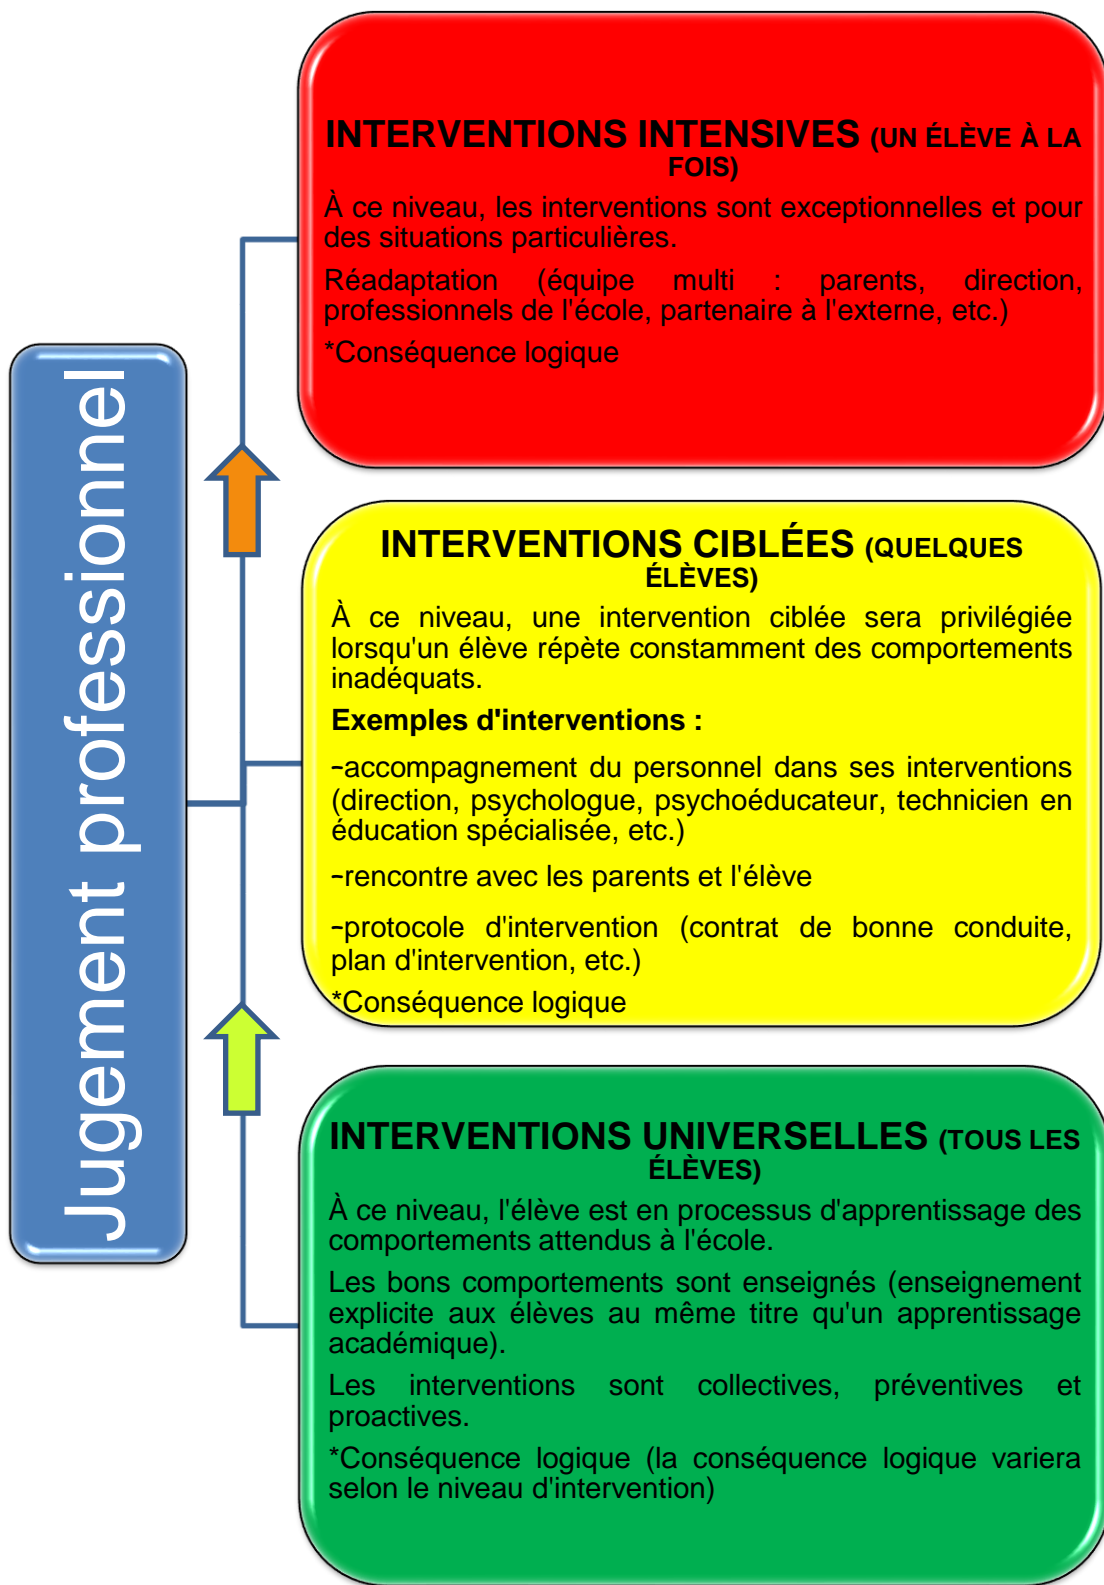 Jugement professionnel
INTERVENTIONS INTENSIVES (UN ÉLÈVE À LA
FOIS)
À ce niveau, les interventions sont exceptionnelles et pour
des situations particulières.
Réadaptation (équipe multi : parents, direction,
professionnels de l'école, partenaire à l'externe, etc.)
*Conséquence logique
INTERVENTIONS CIBLÉES (QUELQUES
ÉLÈVES)
À ce niveau, une intervention ciblée sera privilégiée
lorsqu'un élève répète constamment des comportements
inadéquats.
Exemples d'interventions :
-accompagnement du personnel dans ses interventions
(direction, psychologue, psychoéducateur, technicien en
éducation spécialisée, etc.)
-rencontre avec les parents et l'élève
-protocole d'intervention (contrat de bonne conduite,
plan d'intervention, etc.)
*Conséquence logique
INTERVENTIONS UNIVERSELLES (TOUS LES
ÉLÈVES)
À ce niveau, l'élève est en processus d'apprentissage des
comportements attendus à l'école.
Les bons comportements sont enseignés (enseignement
explicite aux élèves au même titre qu'un apprentissage
académique).
Les interventions sont collectives, préventives et
proactives.
*Conséquence logique (la conséquence logique variera
selon le niveau d'intervention)